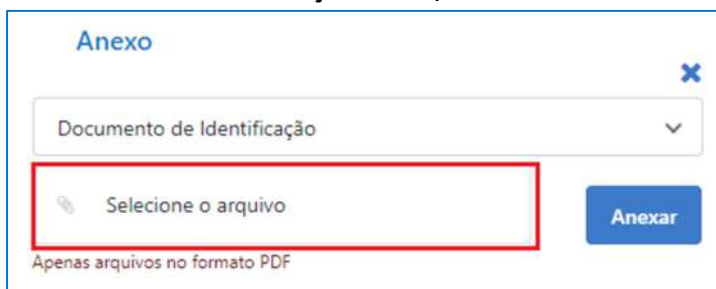 Anexo
Documento de Identificação
Selecione o arquivo
Anexar
Apenas arquivos no formato PDF